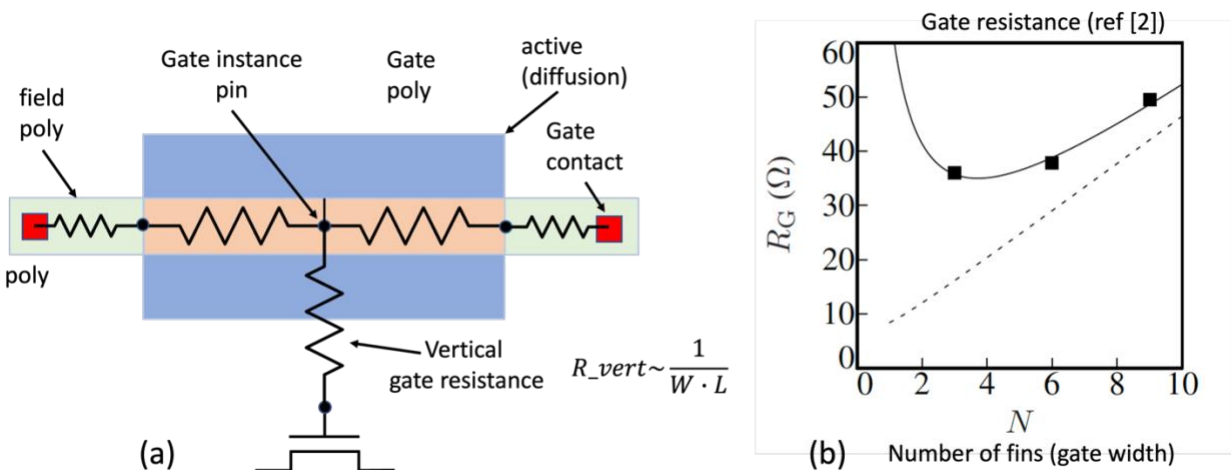 Gate instance
pin
Gate
poly
active
(diffusion)
field
poly
Gate
contact
poly
Vertical
gate resistance
R_vert~ 1
W · L
(a)
Gate resistance (ref [2])
60
50
40
30
20
10
0
R_G (Ω)
0 2 4 6 8 10
N
(b)
Number of fins (gate width)